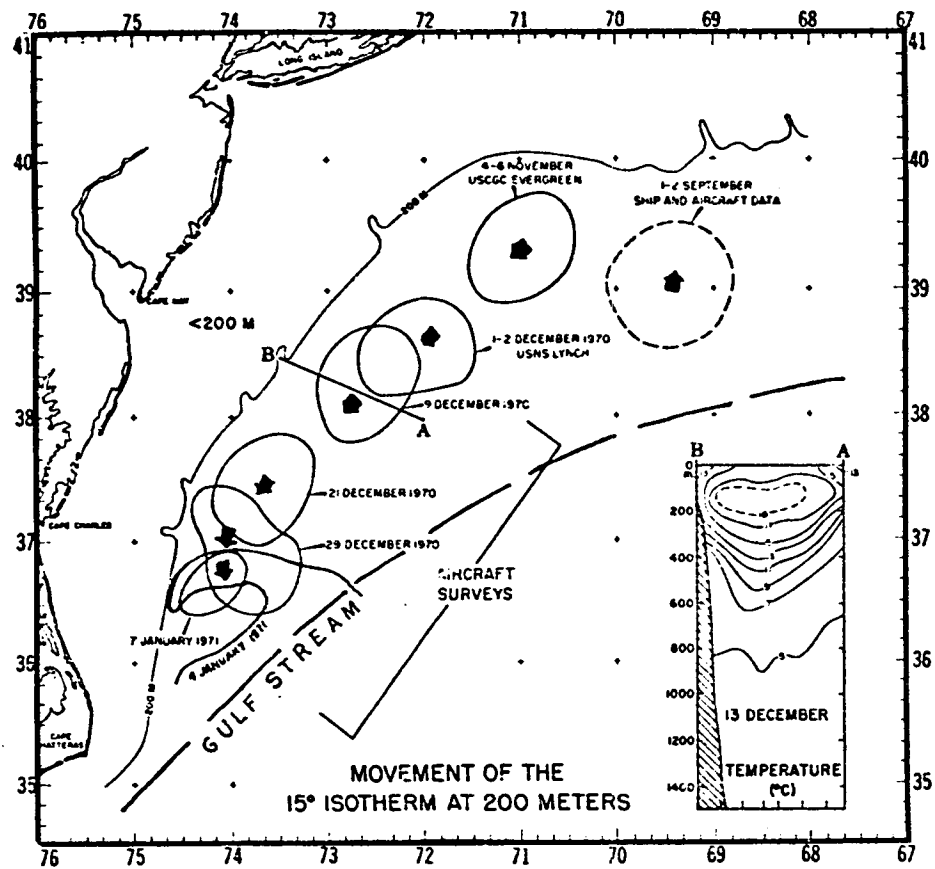 76 75 74 73 72 71 70 69 68 67
41 41
LONG ISLAND
40 40
4-6 NOVEMBER
USCGC EVERGREEN
1-2 SEPTEMBER
SHIP AND AIRCRAFT DATA
200 M
39 39
CAPE MAY
<200 M
B
1-2 DECEMBER 1970
USNS LYNCH
9 DECEMBER 1970
A
38 38
B A
0
200
400
600
800
1000
1200
1400
21 DECEMBER 1970
CAPE CHARLES
37 37
29 DECEMBER 1970
AIRCRAFT
SURVEYS
7 JANUARY 1971
JANUARY 1971
GULF STREAM
35 36
200 M
13 DECEMBER
CAPE
HATTERAS
TEMPERATURE
(°C)
MOVEMENT OF THE
15° ISOTHERM AT 200 METERS
35 35
76 75 74 73 72 71 70 69 68 67